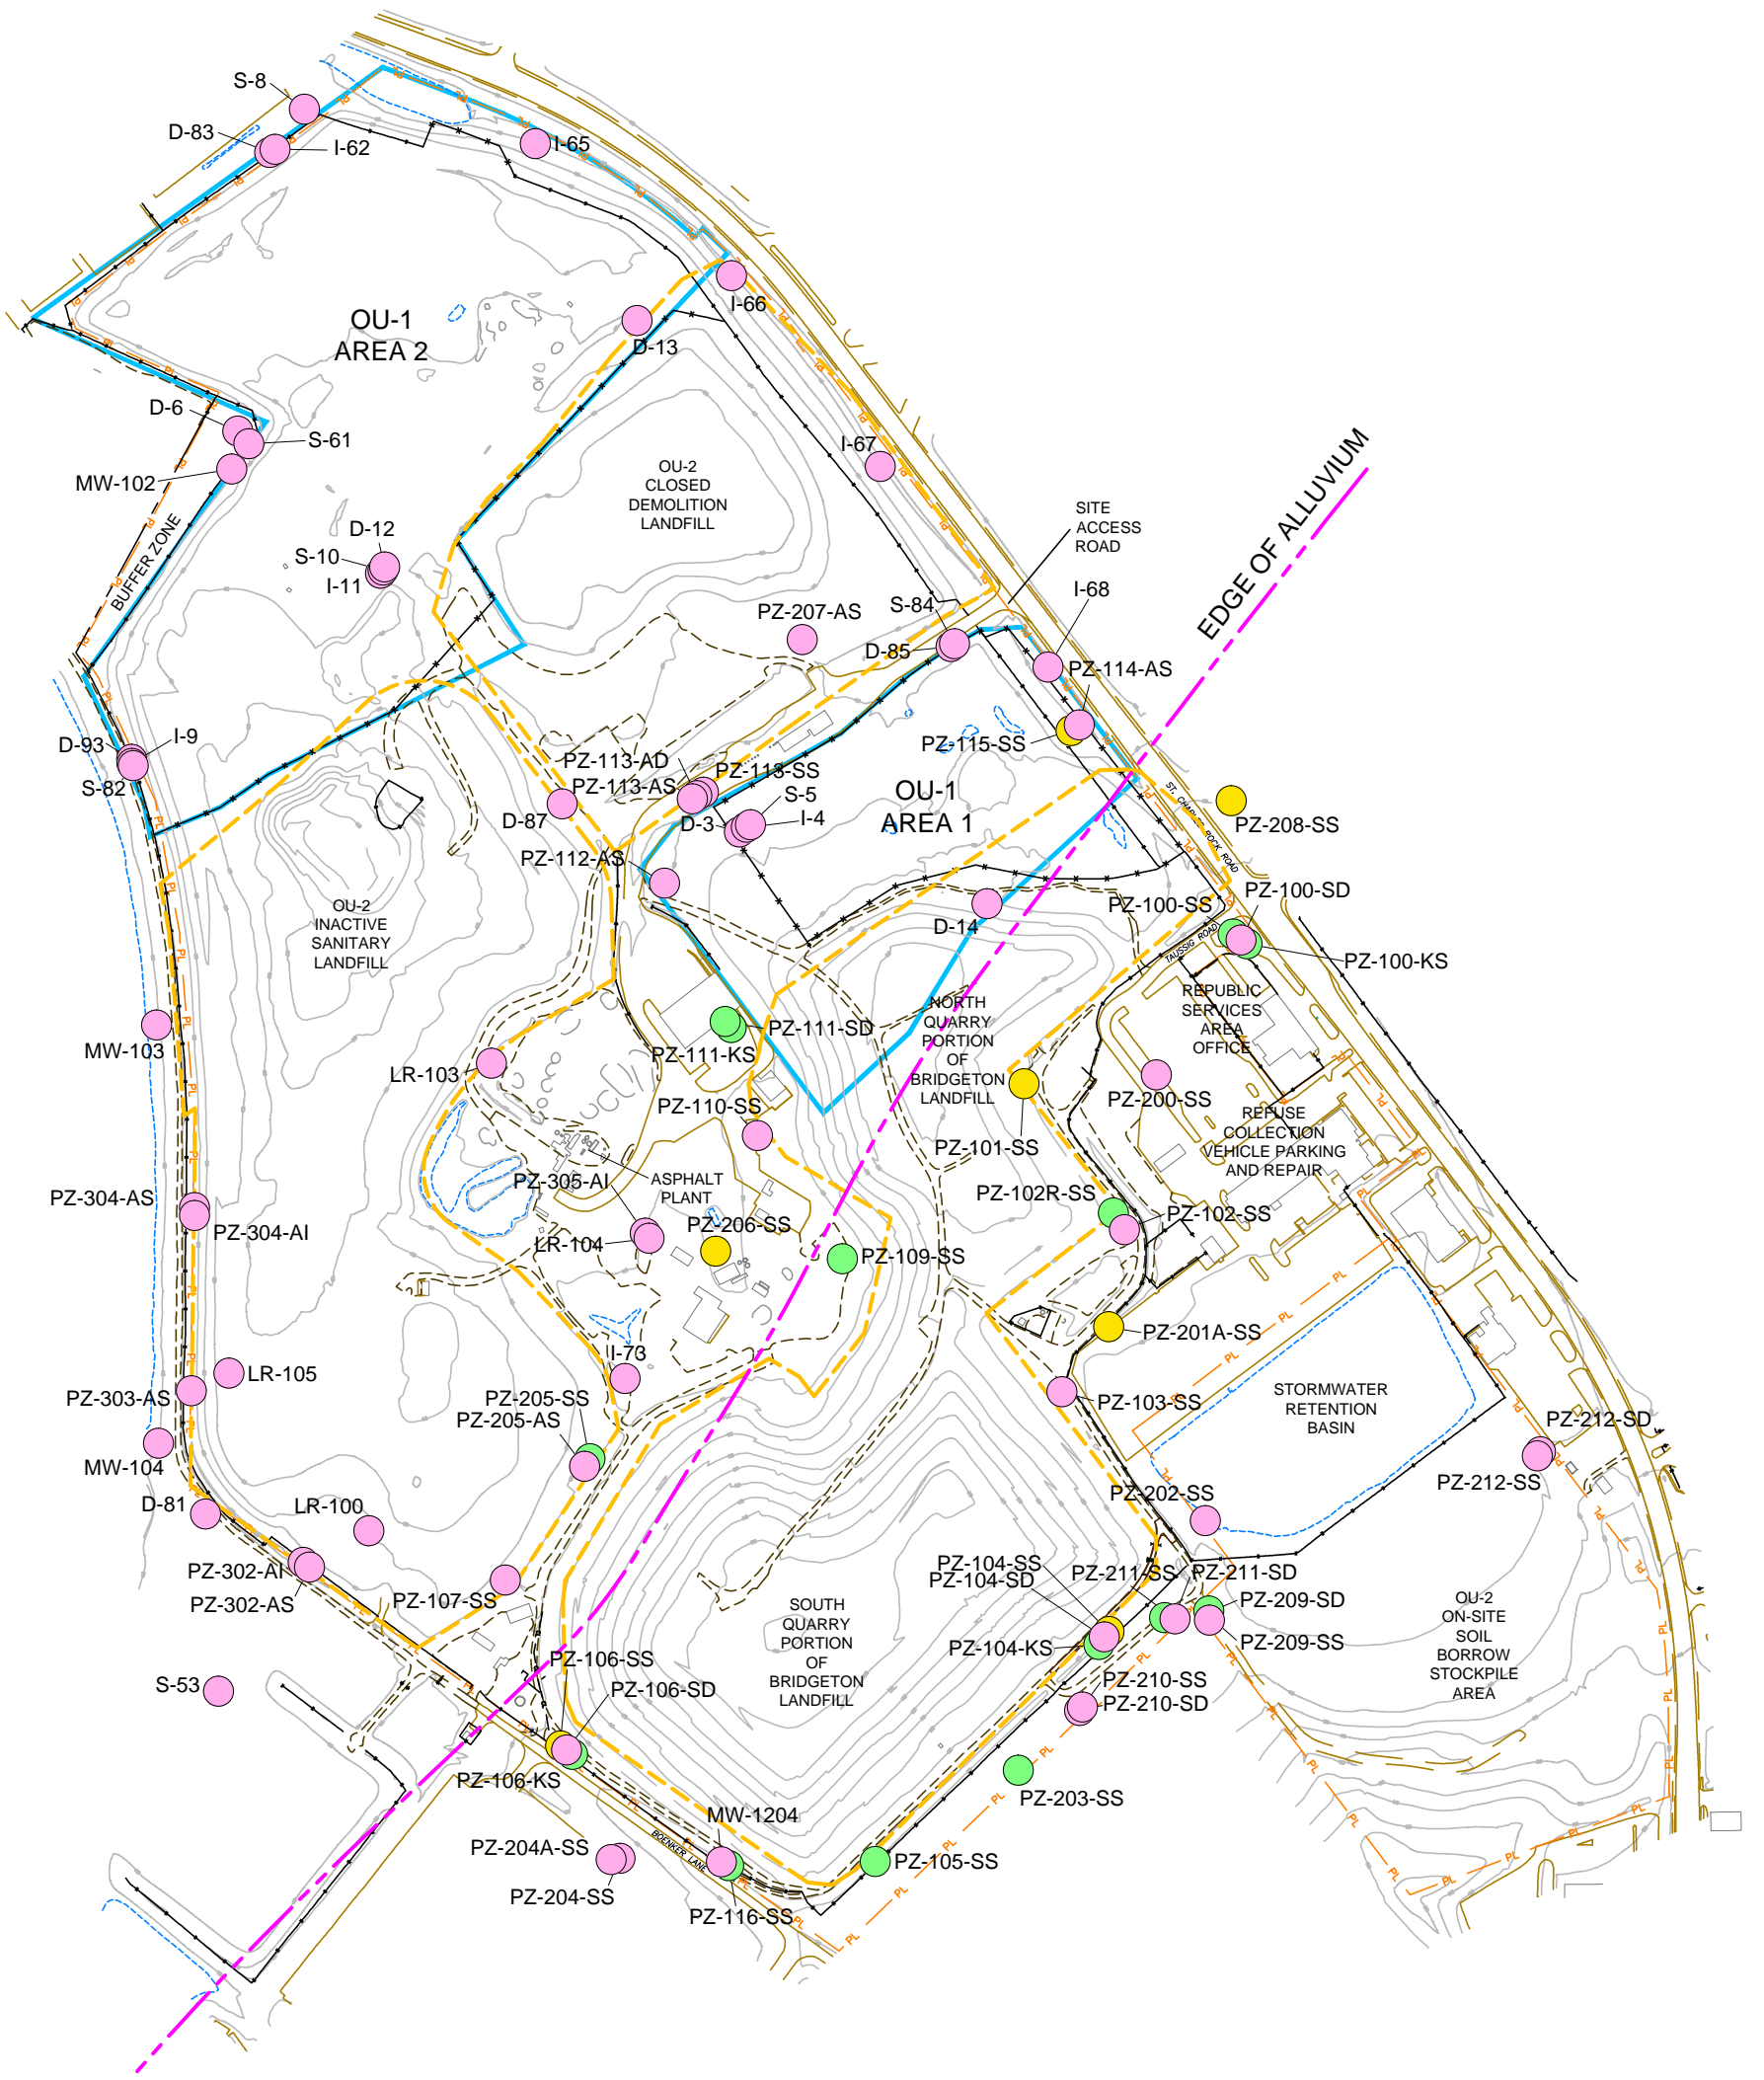 S-8
D-83
I-62
I-65
I-66
OU-1
AREA 2
D-13
D-6
S-61
I-67
MW-102
OU-2
CLOSED
DEMOLITION
LANDFILL
SITE
ACCESS
ROAD
EDGE OF ALLUVIUM
BUFFER ZONE
D-12
S-10
I-11
I-68
PZ-207-AS
S-84
D-85
PZ-114-AS
D-93
I-9
S-82
PZ-115-SS
PZ-113-AD
PZ-113-SS
PZ-113-AS
S-5
OU-1
AREA 1
D-87
D-3
I-4
PZ-208-SS
ST. CHARLES ROCK ROAD
PZ-112-AS
PZ-100-SD
PZ-100-SS
D-14
TAUSSIG ROAD
PZ-100-KS
OU-2
INACTIVE
SANITARY
LANDFILL
REPUBLIC
SERVICES
AREA
OFFICE
NORTH
QUARRY
PORTION
OF
BRIDGETON
LANDFILL
PZ-111-SD
PZ-111-KS
MW-103
LR-103
PZ-200-SS
PZ-110-SS
PZ-101-SS
REFUSE
COLLECTION
VEHICLE PARKING
AND REPAIR
PZ-304-AS
PZ-304-AI
PZ-305-AI
ASPHALT
PLANT
PZ-102R-SS
PZ-102-SS
PZ-206-SS
LR-104
PZ-109-SS
PZ-201A-SS
I-73
LR-105
PZ-303-AS
PZ-103-SS
STORMWATER
RETENTION
BASIN
PZ-205-SS
PZ-205-AS
PZ-212-SD
PZ-212-SS
MW-104
D-81
LR-100
PZ-202-SS
PZ-302-AI
PZ-302-AS
PZ-107-SS
PZ-104-SS
PZ-104-SD
PZ-211-SS
PZ-211-SD
PZ-209-SD
PZ-209-SS
PZ-104-KS
SOUTH
QUARRY
PORTION
OF
BRIDGETON
LANDFILL
OU-2
ON-SITE
SOIL
BORROW
STOCKPILE
AREA
S-53
PZ-106-SS
PZ-106-SD
PZ-210-SS
PZ-210-SD
PZ-106-KS
PZ-203-SS
MW-1204
PZ-204A-SS
BOENKER LANE
PZ-105-SS
PZ-204-SS
PZ-116-SS
PL